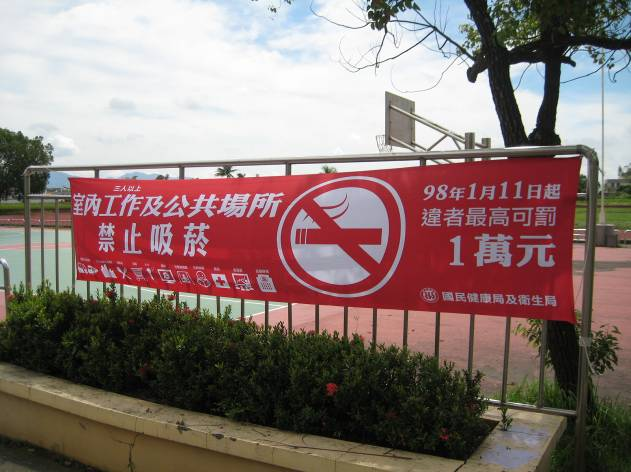 三人以上
室內工作及公共場所
禁止吸菸
98年1月11日起
違者最高可罰
1萬元
國民健康局及衛生局